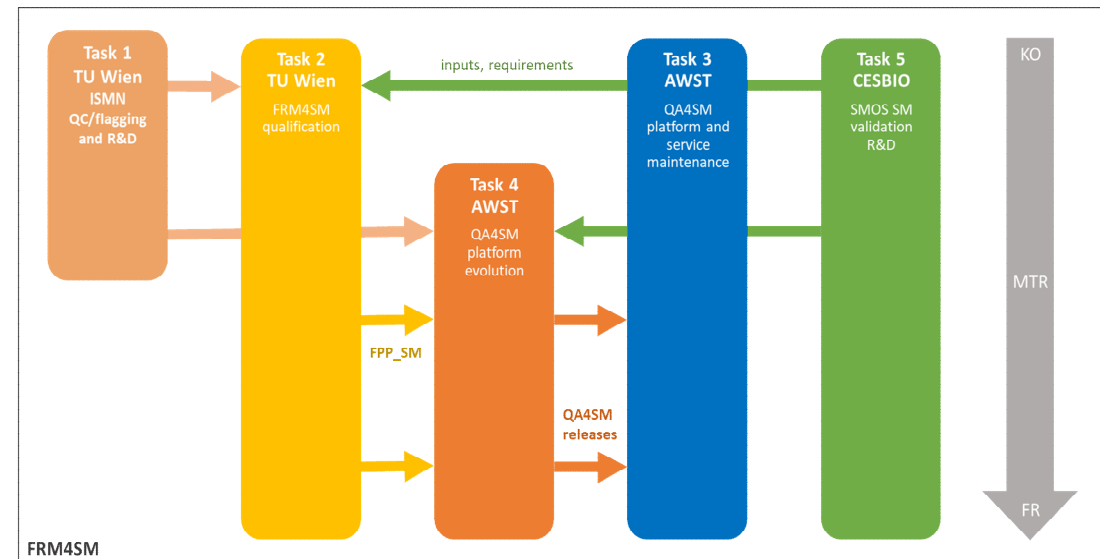 Task 1
TU Wien
ISMN
QC/flagging
and R&D
Task 2
TU Wien
FRM4SM
qualification
inputs, requirements
Task 3
AWST
QA4SM
platform and
service
maintenance
Task 5
CESBIO
SMOS SM
validation
R&D
KO
Task 4
AWST
QA4SM
platform
evolution
MTR
FPP_SM
QA4SM
releases
FR
FRM4SM